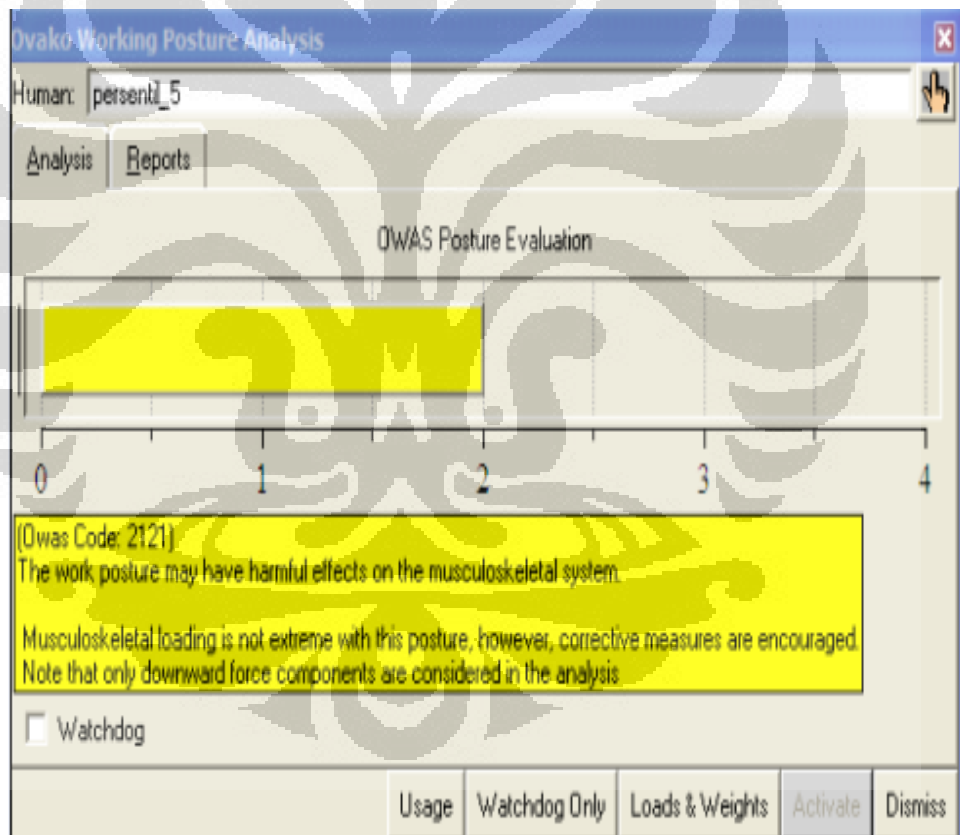 Ovako Working Posture Analysis
Human: persentil_5
Analysis Reports
OWAS Posture Evaluation
0 1 2 3 4
(Owas Code: 2121)
The work posture may have harmful effects on the musculoskeletal system.
Musculoskeletal loading is not extreme with this posture, however, corrective measures are encouraged.
Note that only downward force components are considered in the analysis
Watchdog
Usage Watchdog Only Loads & Weights Activate Dismiss